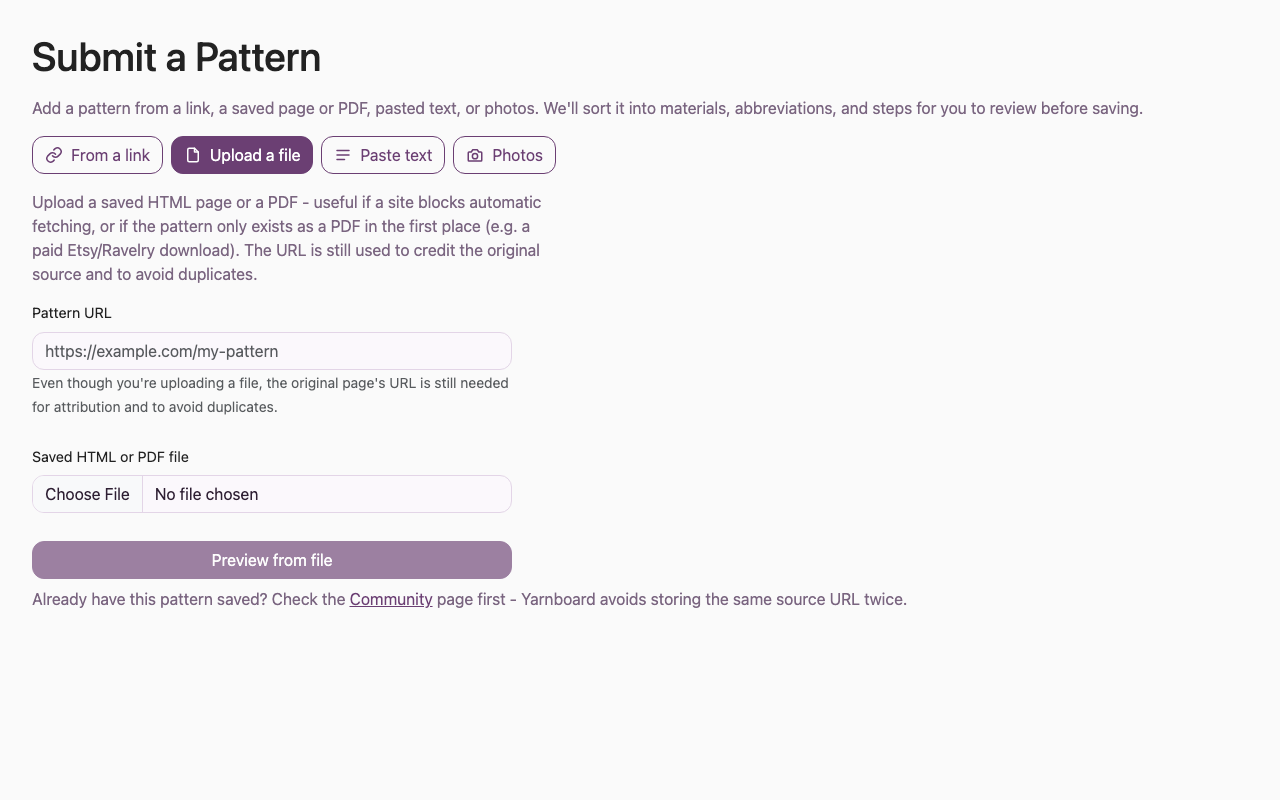 Submit a Pattern
Add a pattern from a link, a saved page or PDF, pasted text, or photos. We'll sort it into materials, abbreviations, and steps for you to review before saving.
From a link
Upload a file
Paste text
Photos
Upload a saved HTML page or a PDF - useful if a site blocks automatic
fetching, or if the pattern only exists as a PDF in the first place (e.g. a
paid Etsy/Ravelry download). The URL is still used to credit the original
source and to avoid duplicates.
Pattern URL
https://example.com/my-pattern
Even though you're uploading a file, the original page's URL is still needed
for attribution and to avoid duplicates.
Saved HTML or PDF file
Choose File
No file chosen
Preview from file
Already have this pattern saved? Check the Community page first - Yarnboard avoids storing the same source URL twice.